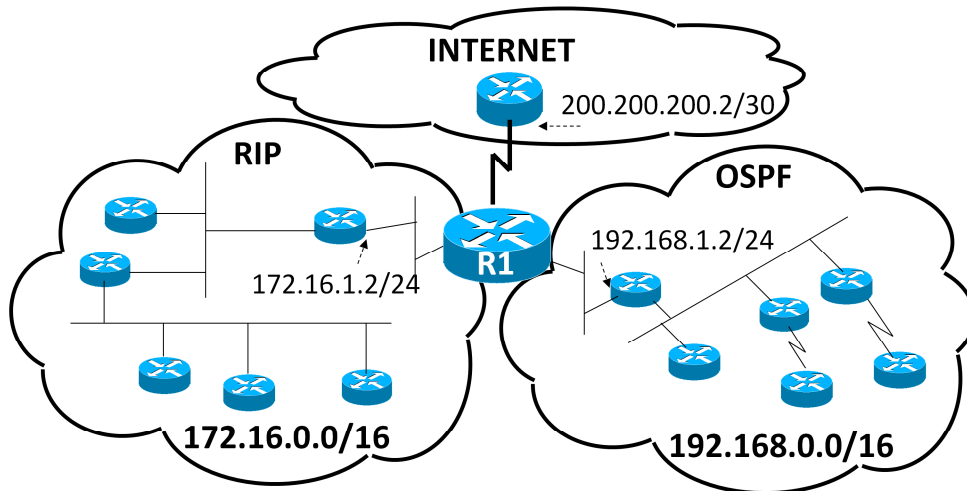 INTERNET
200.200.200.2/30
RIP
OSPF
R1
192.168.1.2/24
172.16.1.2/24
172.16.0.0/16
192.168.0.0/16